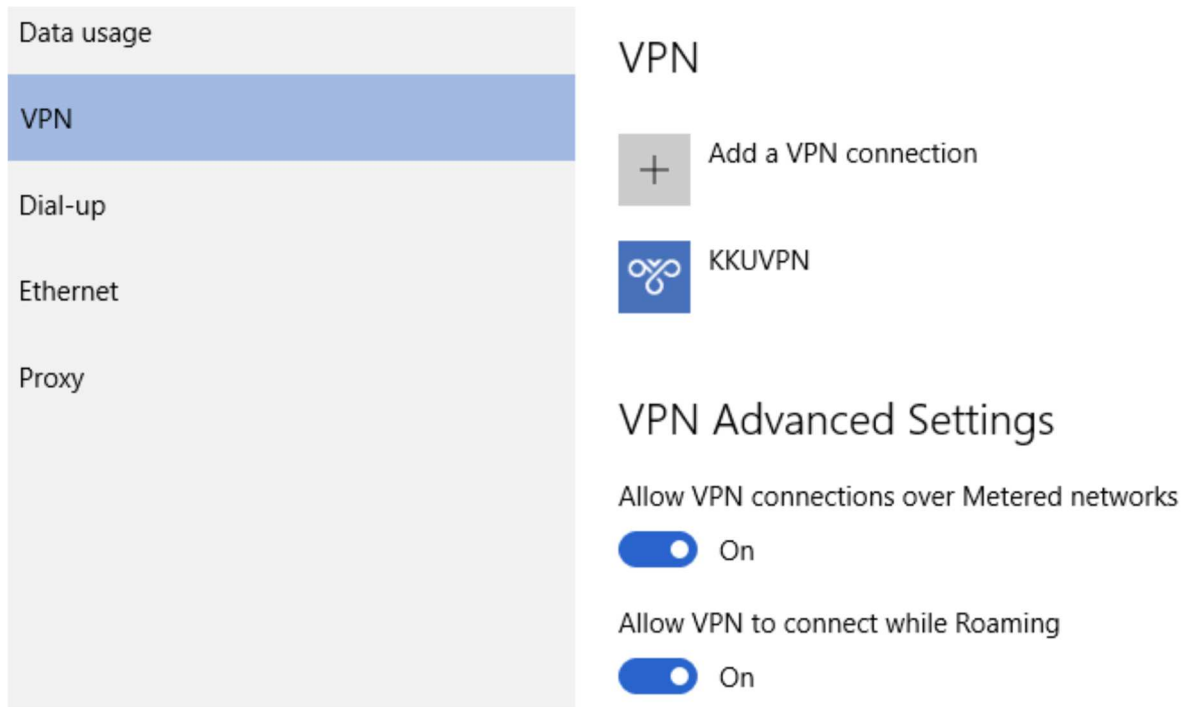 Data usage
VPN
Dial-up
Ethernet
Proxy
VPN
Add a VPN connection
KKUVPN
VPN Advanced Settings
Allow VPN connections over Metered networks
On
Allow VPN to connect while Roaming
On